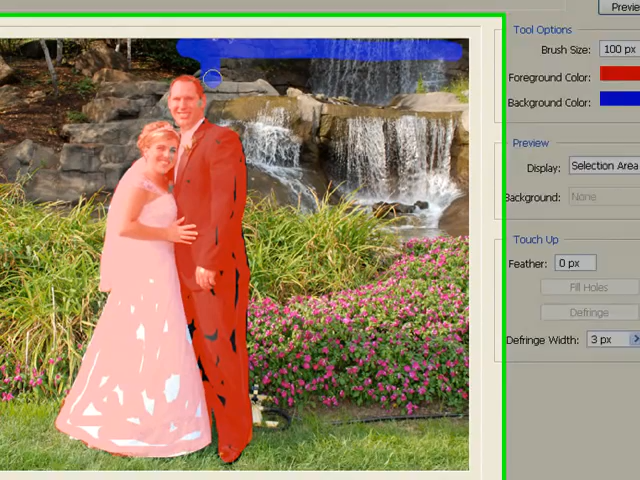 Preview
Tool Options
Brush Size: 100 px
Foreground Color:
Background Color:
Preview
Display: Selection Area
Background: None
Touch Up
Feather: 0 px
Fill Holes
Defringe
Defringe Width: 3 px